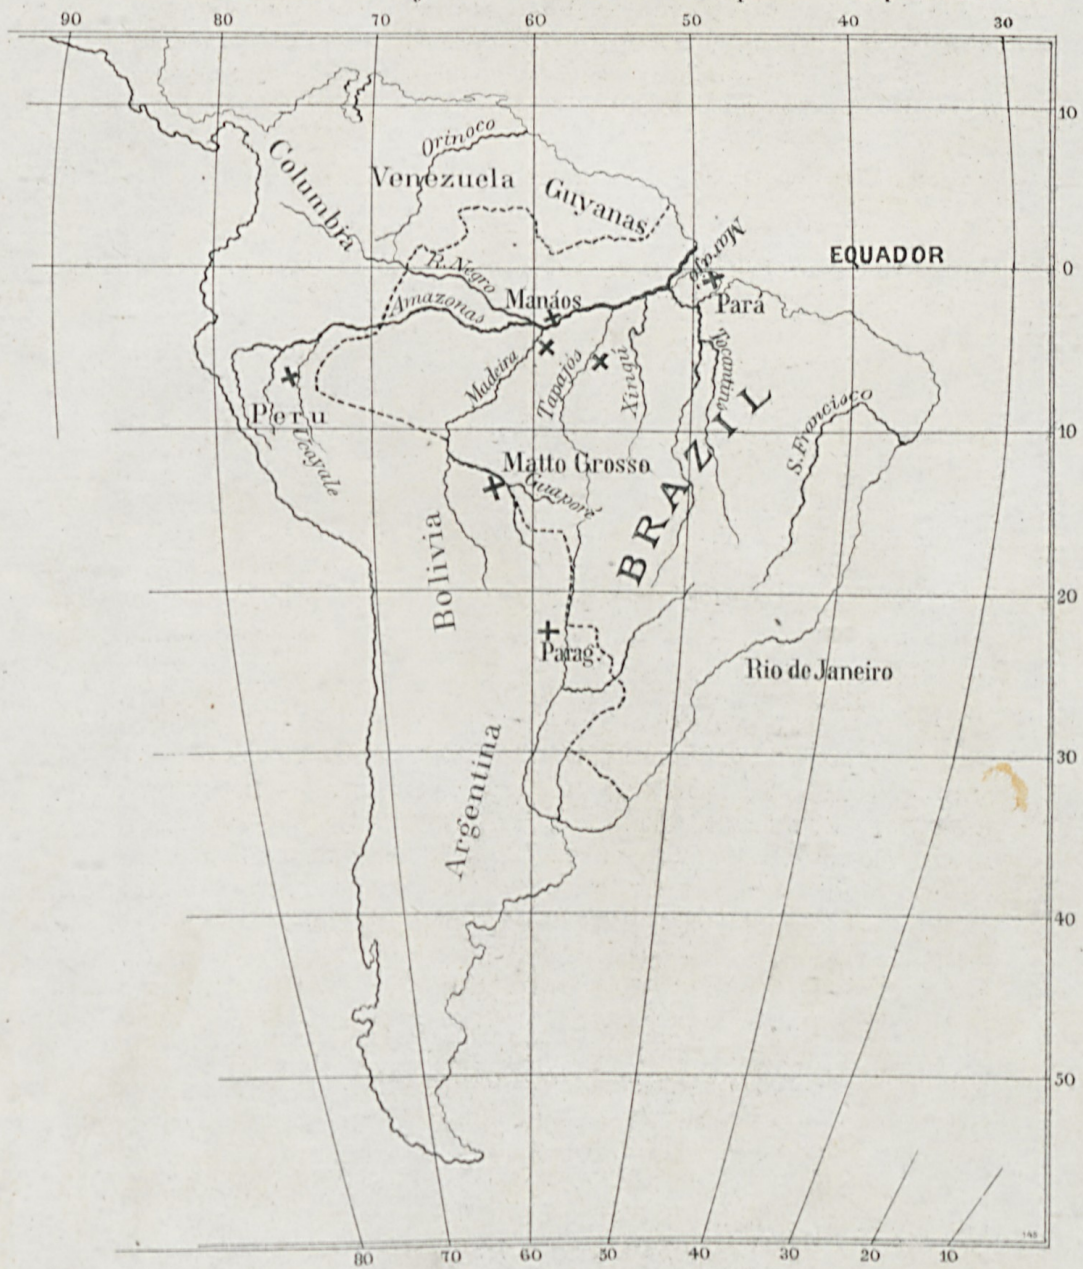 90 80 70 60 50 40 30
10
Orinoco
Columbia
Venezuela
Guyanas
Marajo
EQUADOR
0
R. Negro
Amazonas
Manáos
Pará
Madeira
Tapajós
Xingú
Tocantins
Peru
Ucayale
S. Francisco
10
BRAZIL
Matto Grosso
Guaporé
Bolivia
20
Parag.
Rio de Janeiro
30
Argentina
40
50
80 70 60 50 40 30 20 10